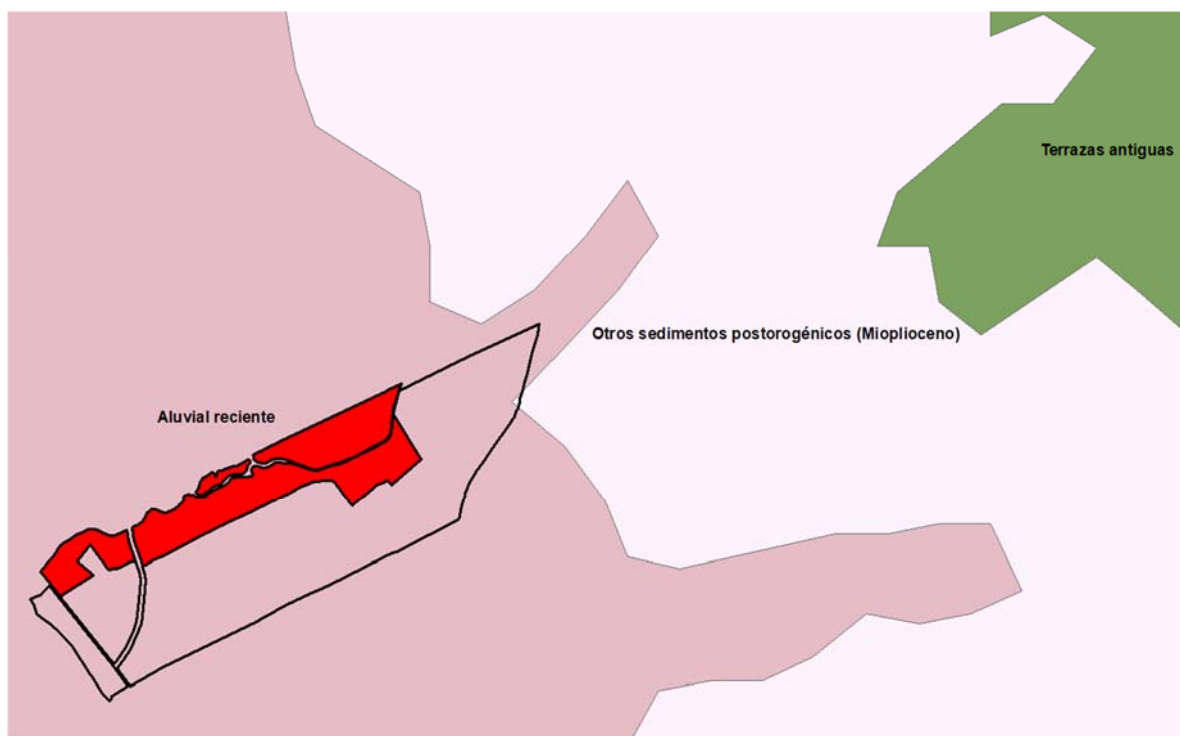 Terrazas antiguas
Otros sedimentos postorogénicos (Mioplioceno)
Aluvial reciente